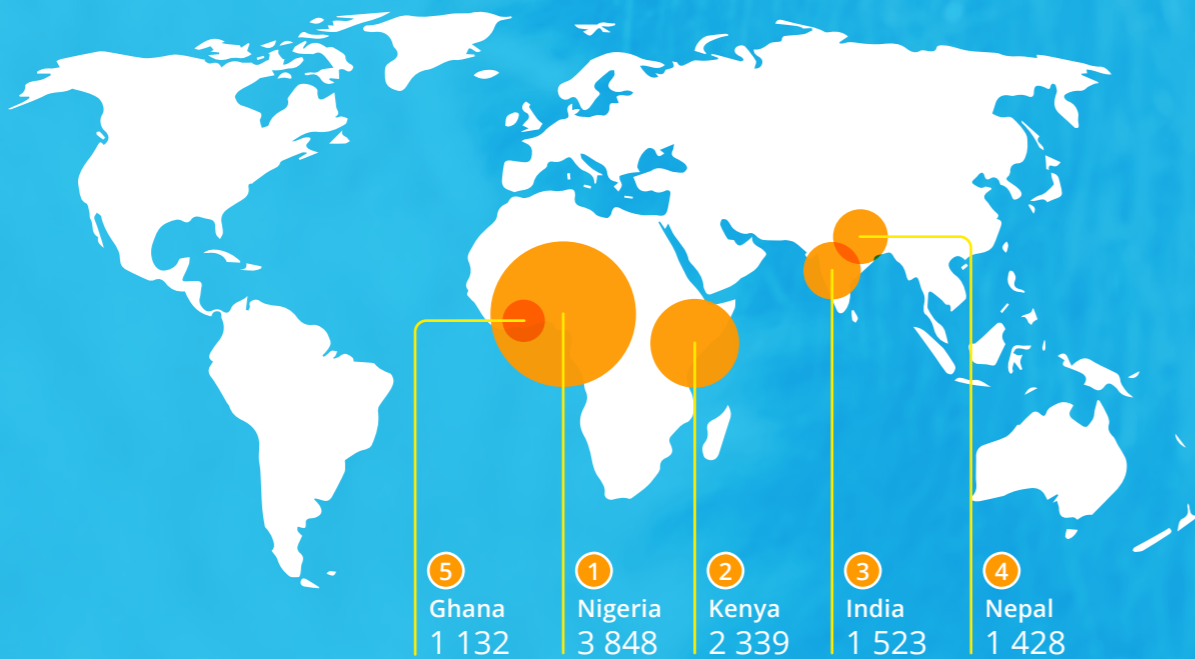 5
Ghana
1 132
1
Nigeria
3 848
2
Kenya
2 339
3
India
1 523
4
Nepal
1 428